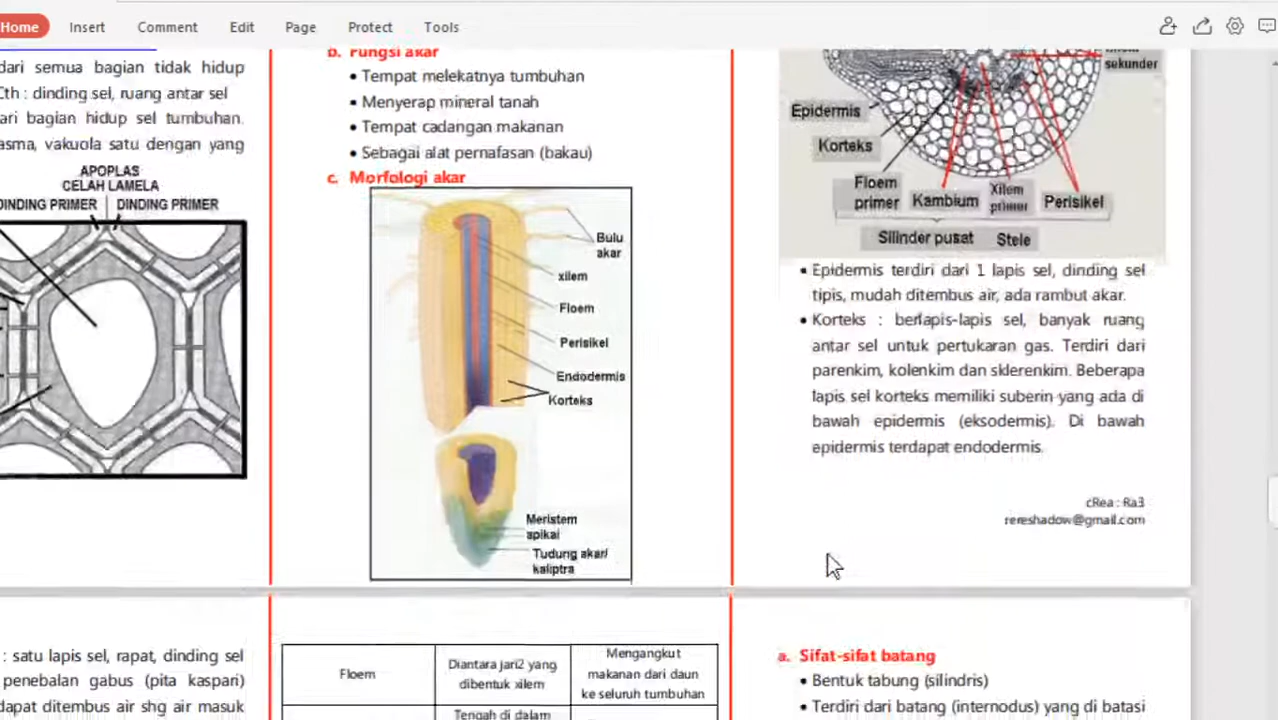 Home Insert Comment Edit Page Protect Tools
dari semua bagian tidak hidup
Cth : dinding sel, ruang antar sel
ari bagian hidup sel tumbuhan.
asma, vakuola satu dengan yang
APOPLAS
CELAH LAMELA
DINDING PRIMER DINDING PRIMER
: satu lapis sel, rapat, dinding sel
penebalan gabus (pita kaspari)
dapat ditembus air shg air masuk
b. Fungsi akar
• Tempat melekatnya tumbuhan
• Menyerap mineral tanah
• Tempat cadangan makanan
• Sebagai alat pernafasan (bakau)
c. Morfologi akar
Bulu
akar
xilem
Floem
Perisikel
Endodermis
Korteks
Meristem
apikal
Tudung akar/
kaliptra
Floem
Diantara jari2 yang
dibentuk xilem
Mengangkut
makanan dari daun
ke seluruh tumbuhan
Tengah di dalam
sekunder
Epidermis
Korteks
Floem
primer
Kambium
Xilem
primer
Perisikel
Silinder pusat Stele
• Epidermis terdiri dari 1 lapis sel, dinding sel
tipis, mudah ditembus air, ada rambut akar.
• Korteks : berlapis-lapis sel, banyak ruang
antar sel untuk pertukaran gas. Terdiri dari
parenkim, kolenkim dan sklerenkim. Beberapa
lapis sel korteks memiliki suberin yang ada di
bawah epidermis (eksodermis). Di bawah
epidermis terdapat endodermis.
cRea : Ra3
rereshadow@gmail.com
a. Sifat-sifat batang
• Bentuk tabung (silindris)
• Terdiri dari batang (internodus) yang di batasi